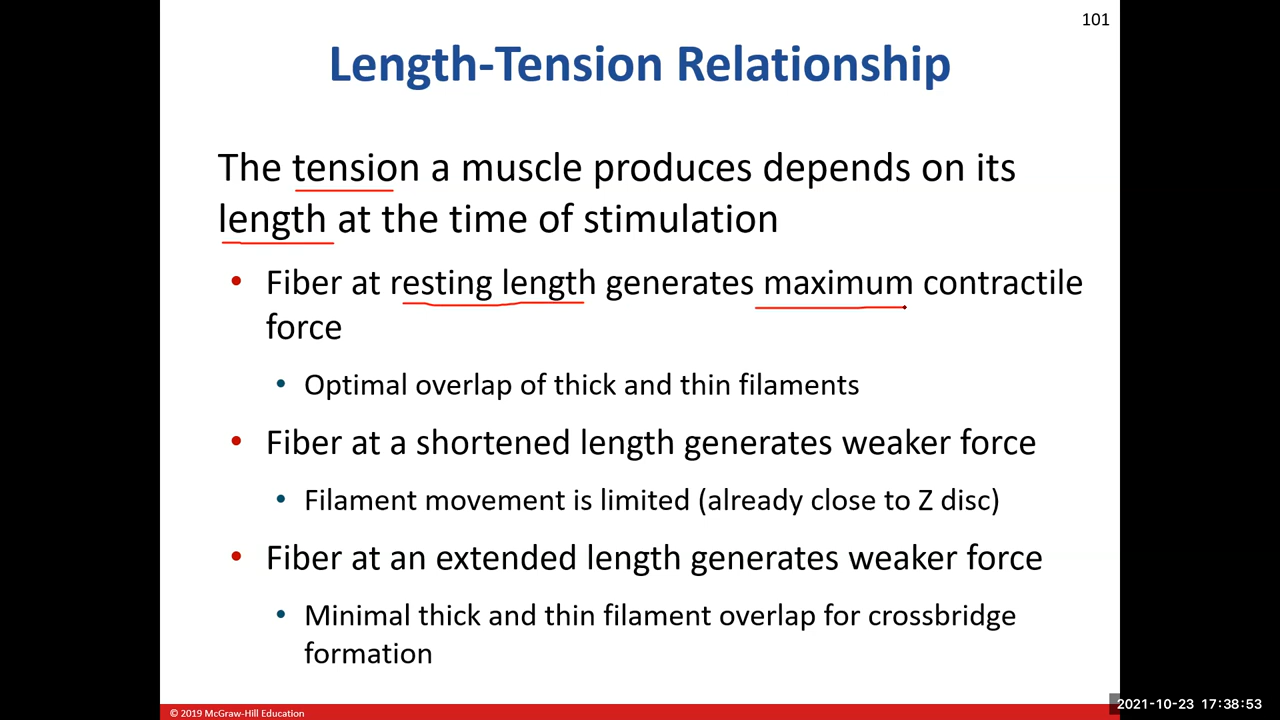 101
Length-Tension Relationship
The tension a muscle produces depends on its
length at the time of stimulation
• Fiber at resting length generates maximum contractile
force
• Optimal overlap of thick and thin filaments
• Fiber at a shortened length generates weaker force
• Filament movement is limited (already close to Z disc)
• Fiber at an extended length generates weaker force
• Minimal thick and thin filament overlap for crossbridge
formation
© 2019 McGraw-Hill Education
2021-10-23 17:38:53